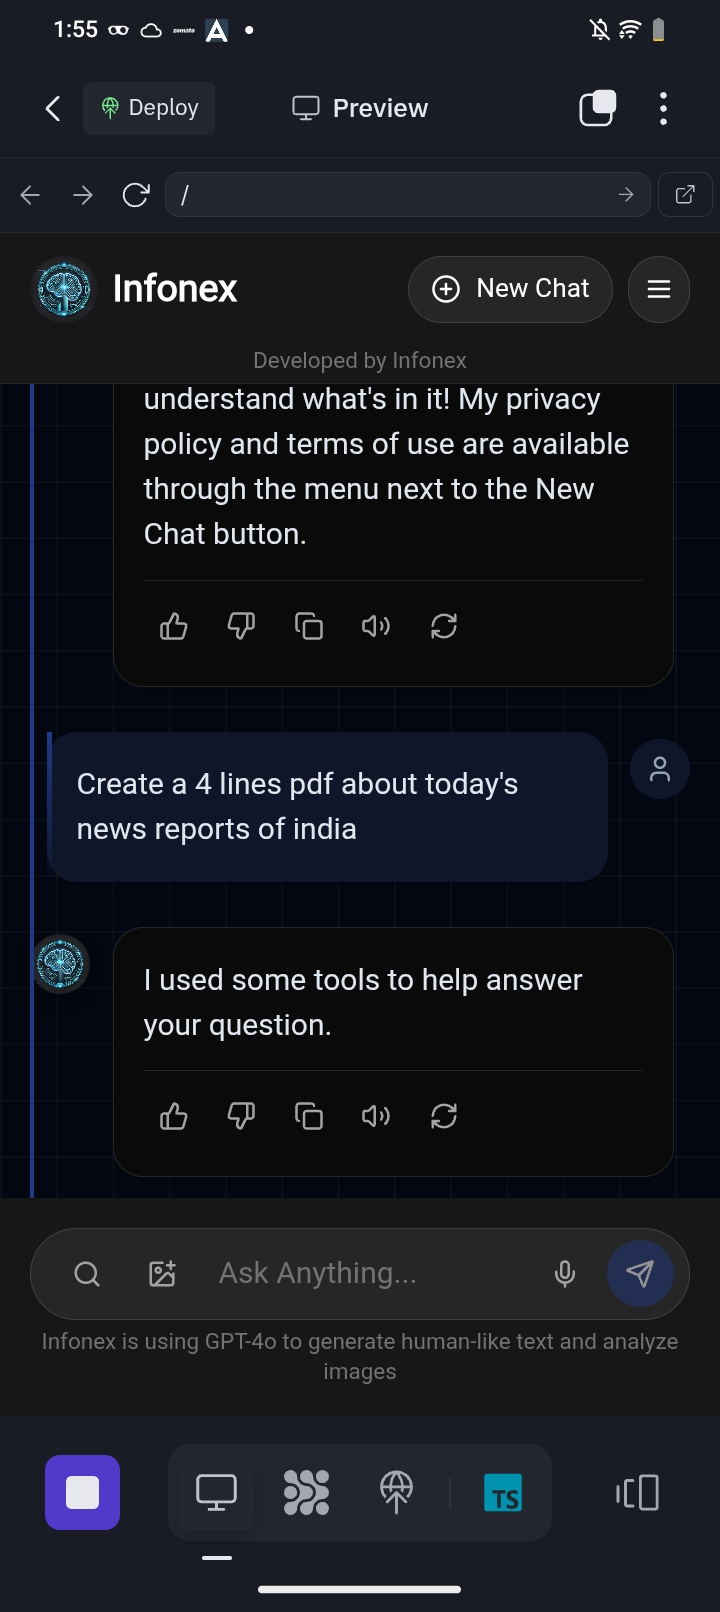 1:55
zomato
Deploy
Preview
/
Infonex
New Chat
Developed by Infonex
understand what's in it! My privacy
policy and terms of use are available
through the menu next to the New
Chat button.
Create a 4 lines pdf about today's
news reports of india
I used some tools to help answer
your question.
Ask Anything...
Infonex is using GPT-4o to generate human-like text and analyze
images
TS